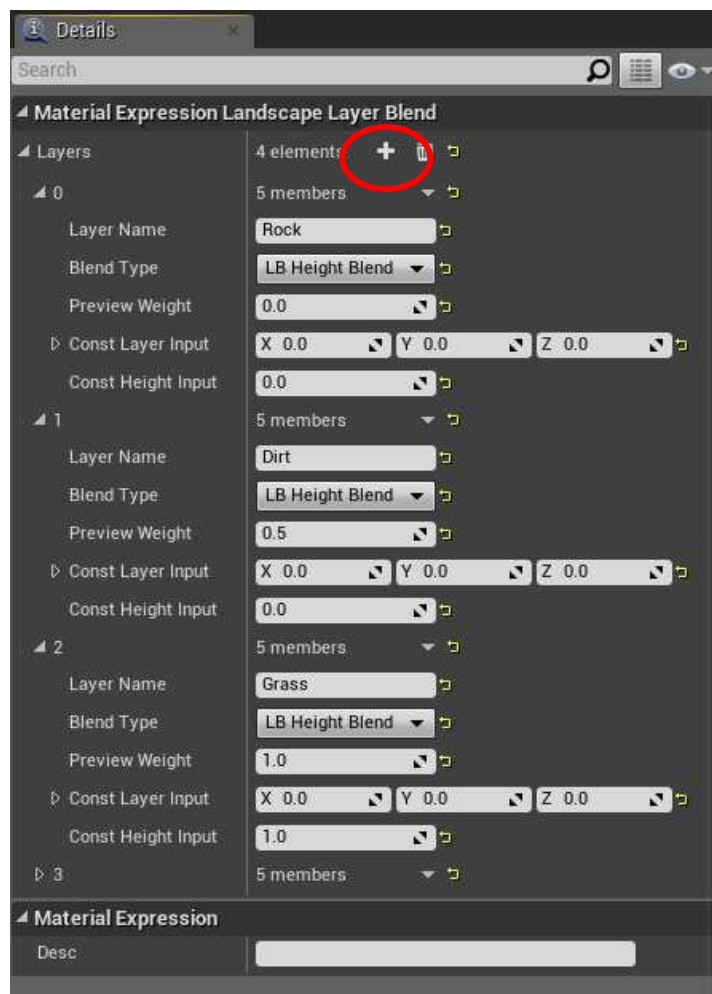 Details
Search
Material Expression Landscape Layer Blend
Layers 4 elements
0 5 members
Layer Name Rock
Blend Type LB Height Blend
Preview Weight 0.0
Const Layer Input X 0.0 Y 0.0 Z 0.0
Const Height Input 0.0
1 5 members
Layer Name Dirt
Blend Type LB Height Blend
Preview Weight 0.5
Const Layer Input X 0.0 Y 0.0 Z 0.0
Const Height Input 0.0
2 5 members
Layer Name Grass
Blend Type LB Height Blend
Preview Weight 1.0
Const Layer Input X 0.0 Y 0.0 Z 0.0
Const Height Input 1.0
3 5 members
Material Expression
Desc